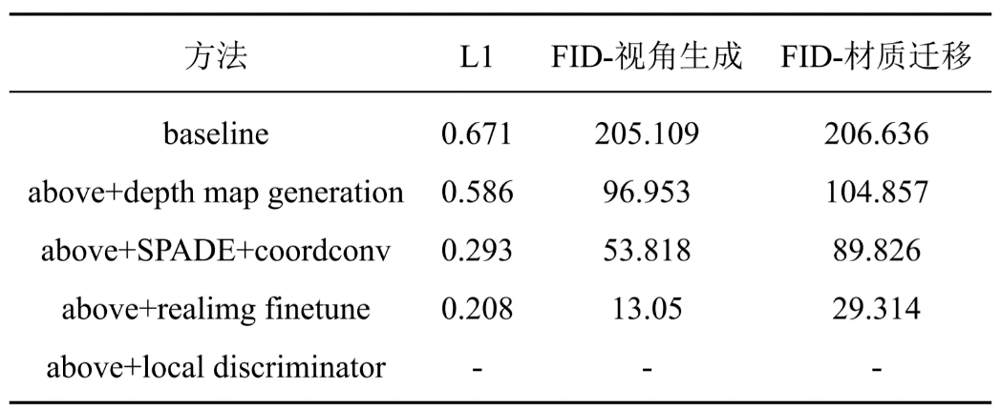 方法 L1 FID-视角生成 FID-材质迁移
baseline 0.671 205.109 206.636
above+depth map generation 0.586 96.953 104.857
above+SPADE+coordconv 0.293 53.818 89.826
above+realimg finetune 0.208 13.05 29.314
above+local discriminator - - -